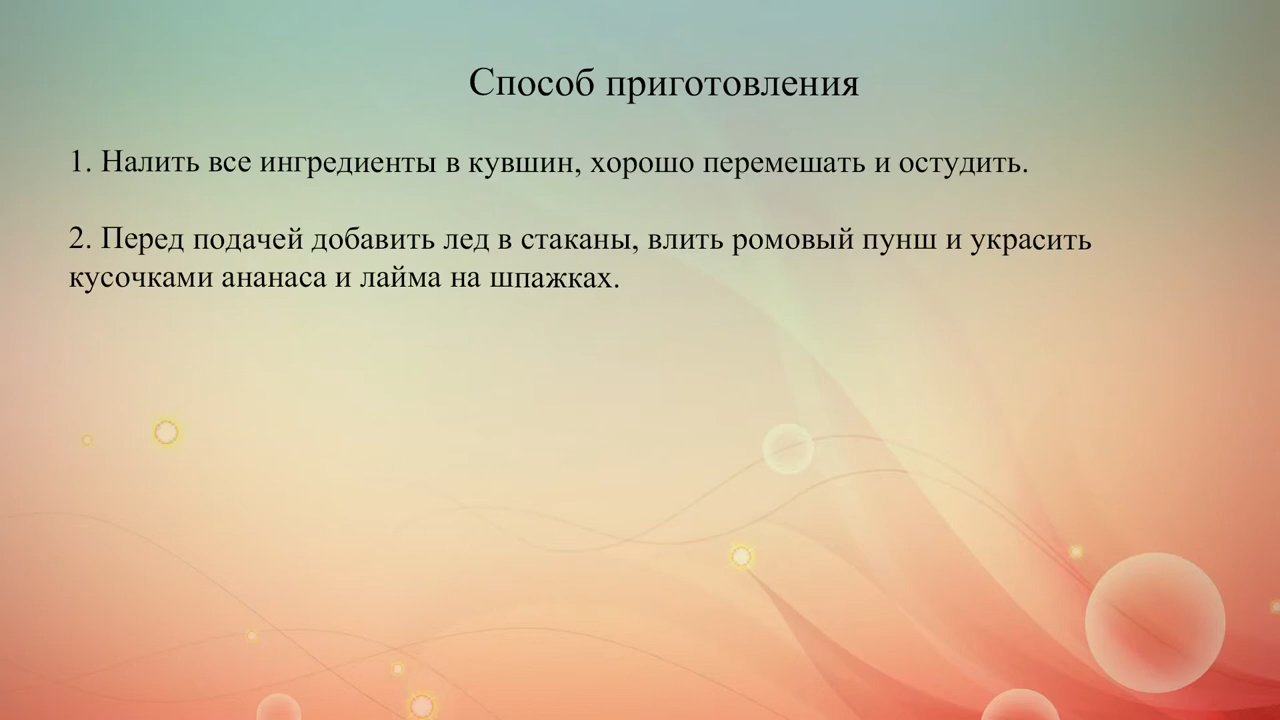 Способ приготовления
1. Налить все ингредиенты в кувшин, хорошо перемешать и остудить.
2. Перед подачей добавить лед в стаканы, влить ромовый пунш и украсить
кусочками ананаса и лайма на шпажках.